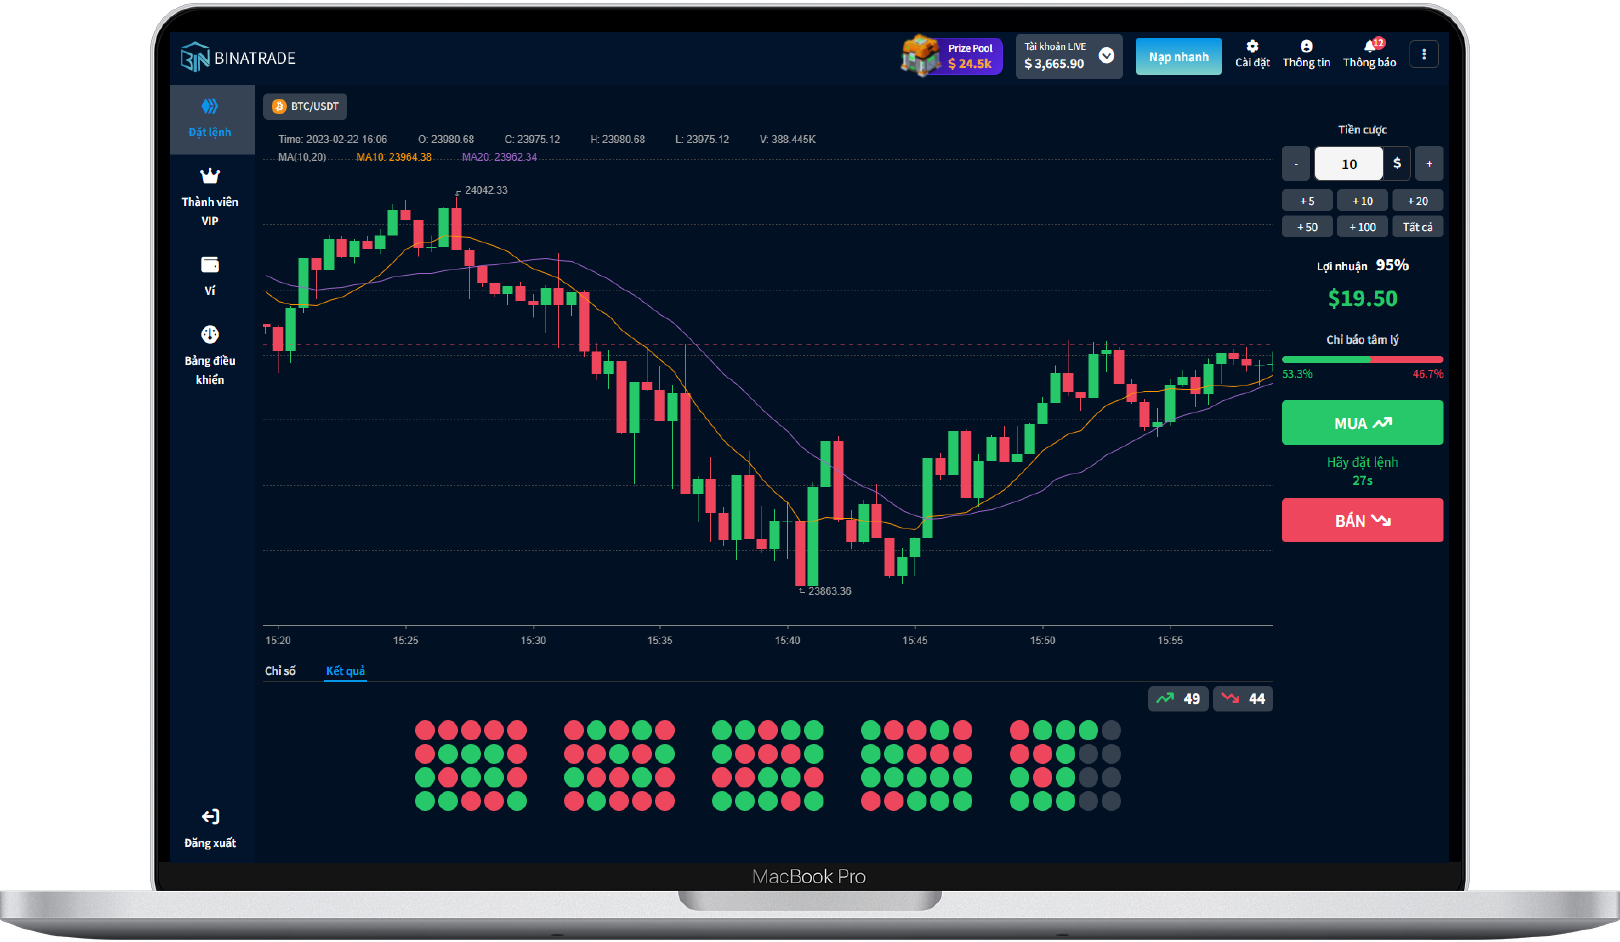 BINATRADE
Prize Pool
$ 24.5k
Tài khoản LIVE
$ 3,665.90
Nạp nhanh
Cài đặt
Thông tin
12
Thông báo
Đặt lệnh
Thành viên
VIP
Ví
Bảng điều
khiển
Đăng xuất
BTC/USDT
Time: 2023-02-22 16:06 O: 23980.68 C: 23975.12 H: 23980.68 L: 23975.12 V: 388.445K
MA(10,20) MA10: 23964.38 MA20: 23962.34
24042.33
23863.36
15:20 15:25 15:30 15:35 15:40 15:45 15:50 15:55
Chỉ số Kết quả
49 44
Tiền cược
- 10 $ +
+ 5 + 10 + 20
+ 50 + 100 Tất cả
Lợi nhuận 95%
$19.50
Chỉ báo tâm lý
53.3% 46.7%
MUA
Hãy đặt lệnh
27s
BÁN
MacBook Pro